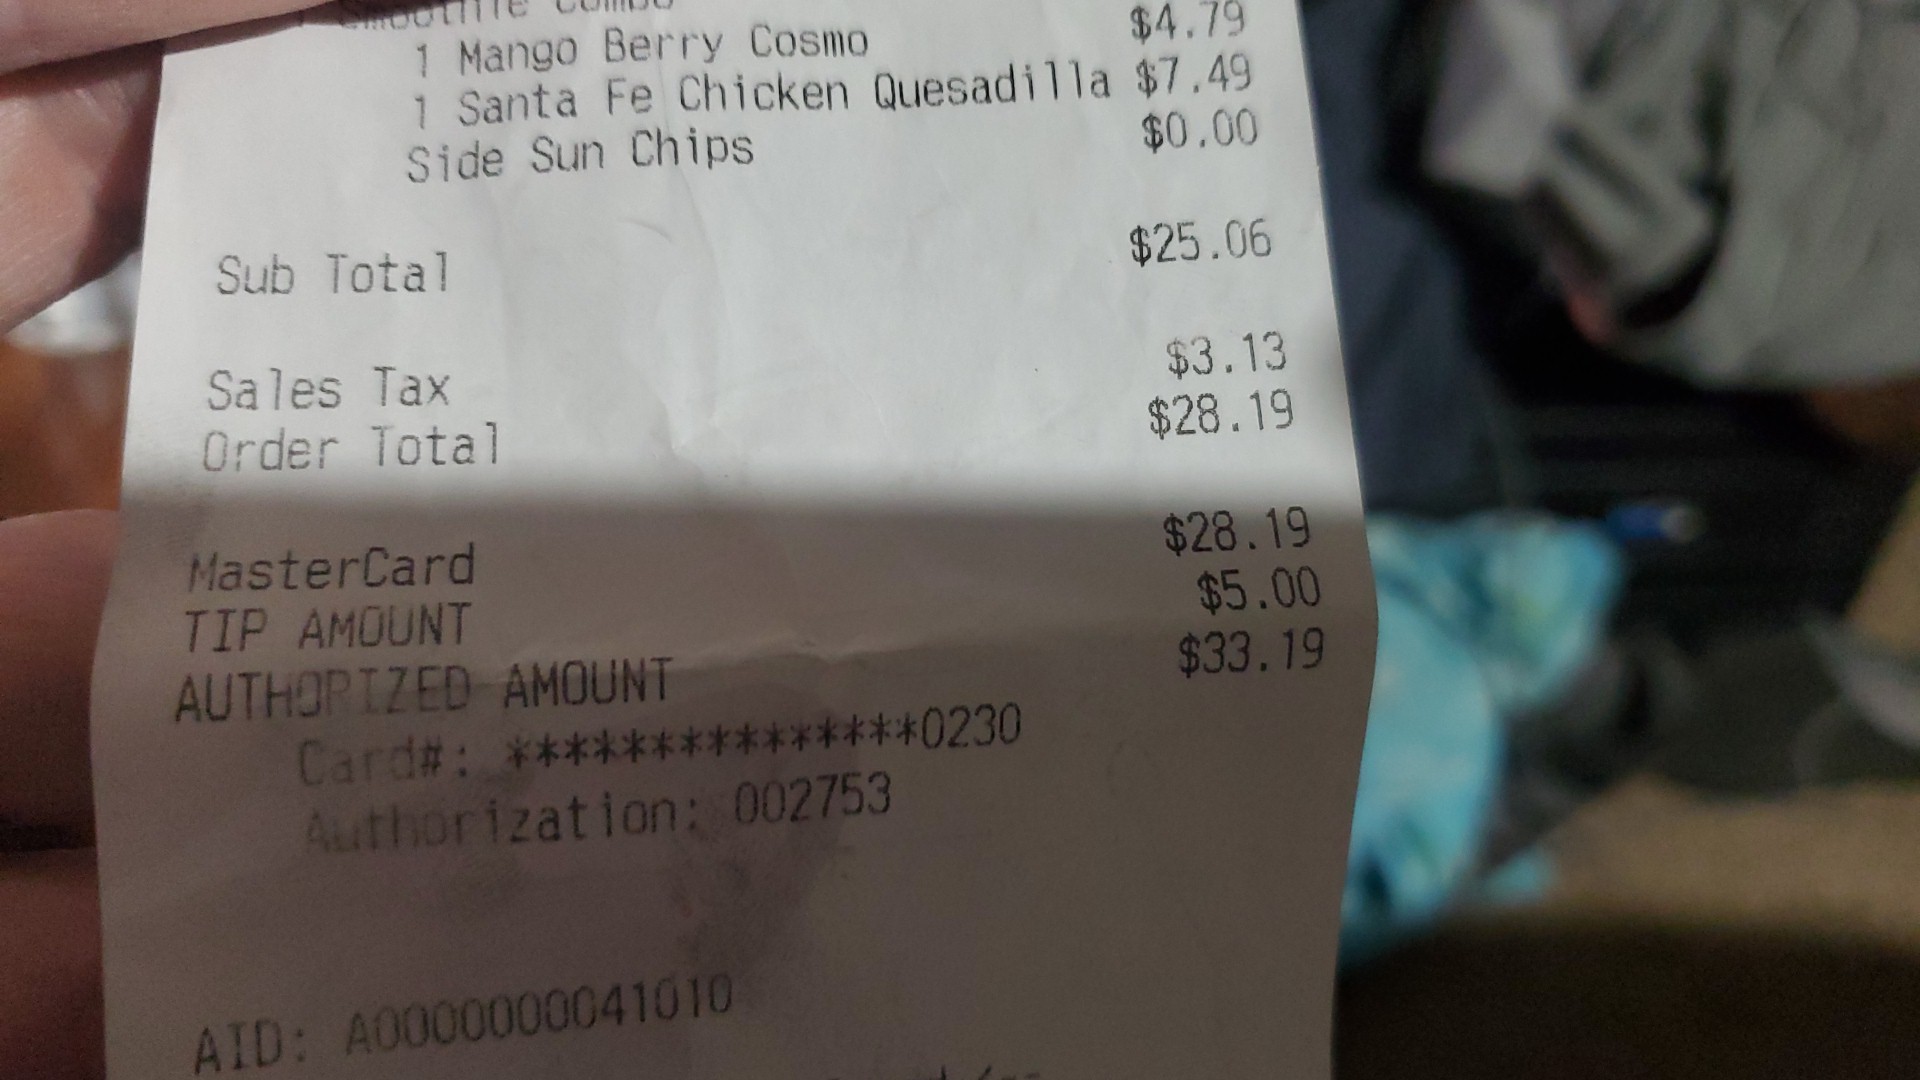 Smoothie Combo
1 Mango Berry Cosmo $4.79
1 Santa Fe Chicken Quesadilla $7.49
Side Sun Chips $0.00
Sub Total $25.06
Sales Tax $3.13
Order Total $28.19
MasterCard $28.19
TIP AMOUNT $5.00
AUTHORIZED AMOUNT $33.19
Card#: ***************0230
Authorization: 002753
AID: A0000000041010